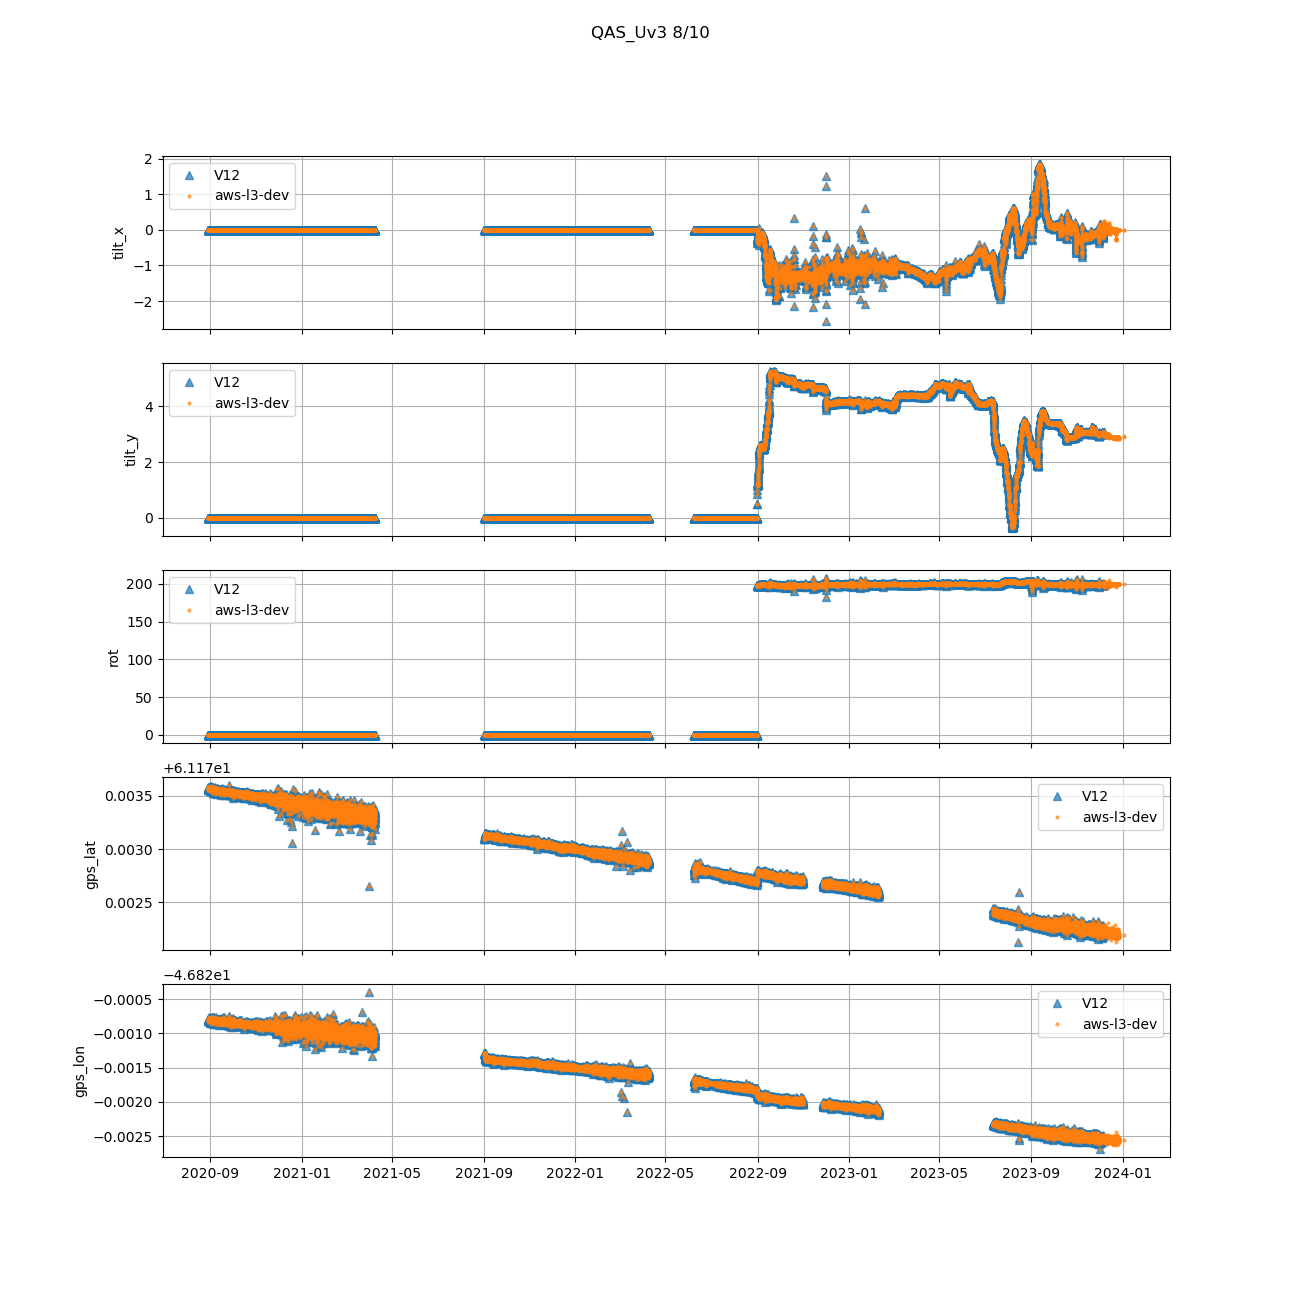 QAS_Uv3 8/10
2
1
0
−1
−2
tilt_x
V12
aws-l3-dev
4
2
0
tilt_y
V12
aws-l3-dev
200
150
100
50
0
rot
V12
aws-l3-dev
+6.117e1
0.0035
0.0030
0.0025
gps_lat
V12
aws-l3-dev
−4.682e1
−0.0005
−0.0010
−0.0015
−0.0020
−0.0025
gps_lon
V12
aws-l3-dev
2020-09 2021-01 2021-05 2021-09 2022-01 2022-05 2022-09 2023-01 2023-05 2023-09 2024-01